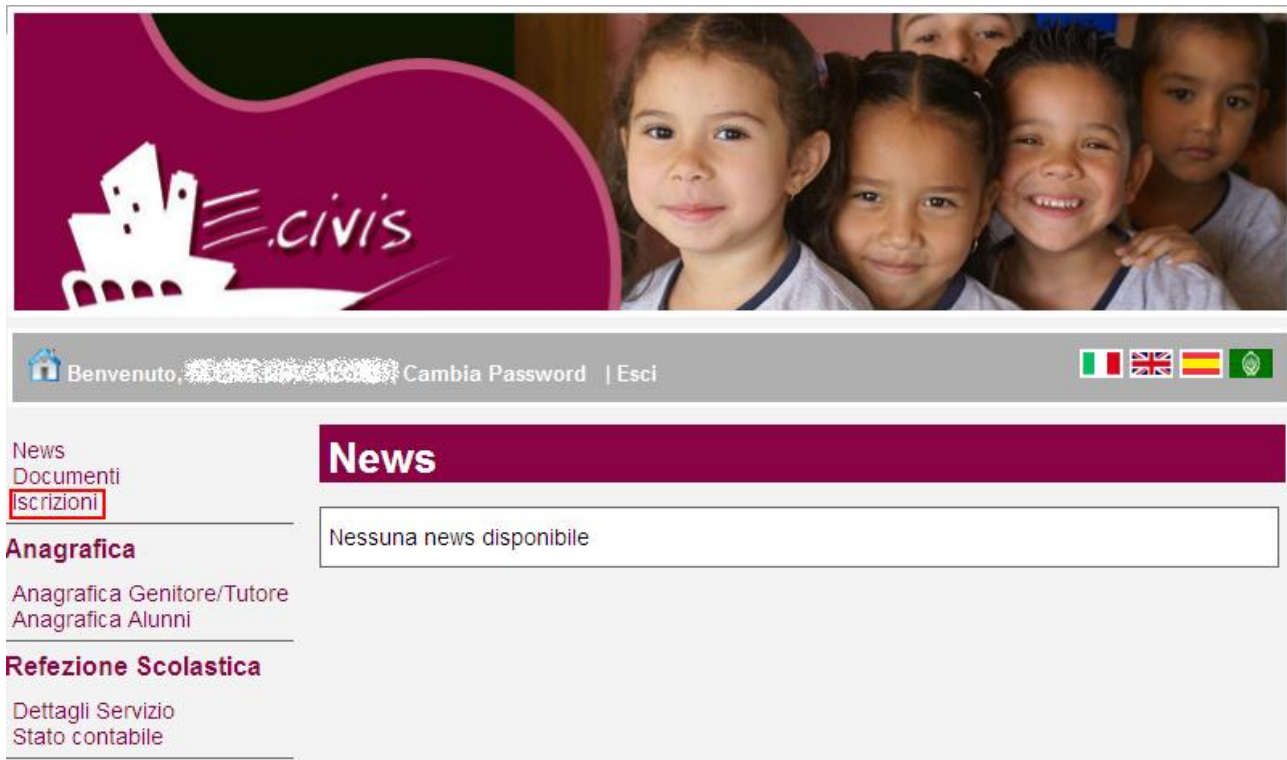 E.civis
Benvenuto, Cambia Password | Esci
News
Documenti
Iscrizioni
Anagrafica
Anagrafica Genitore/Tutore
Anagrafica Alunni
Refezione Scolastica
Dettagli Servizio
Stato contabile
News
Nessuna news disponibile